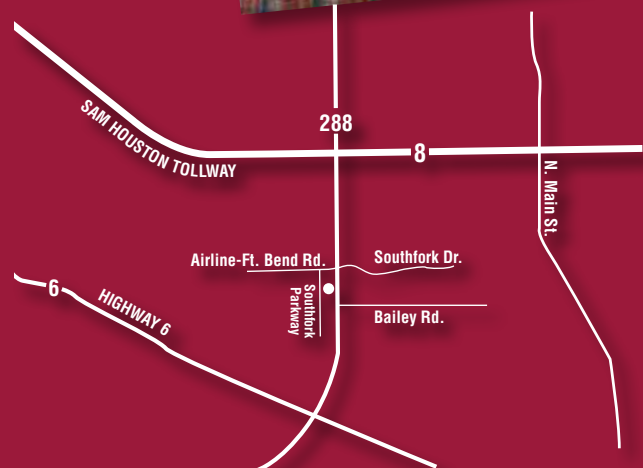 288
SAM HOUSTON TOLLWAY
8
N. Main St.
Airline-Ft. Bend Rd.
Southfork Dr.
Southfork
Parkway
6
HIGHWAY 6
Bailey Rd.